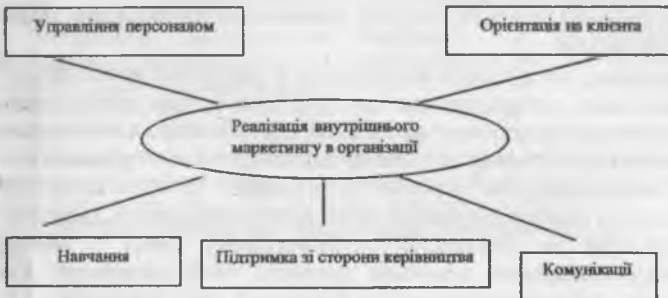 Управління персоналом
Орієнтація на клієнта
Реалізація внутрішнього
маркетингу в організації
Навчання
Підтримка зі сторони керівництва
Комунікації